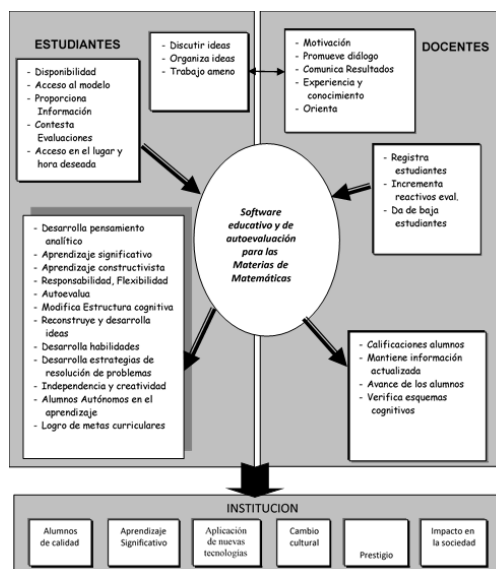 ESTUDIANTES
- Disponibilidad
- Acceso al modelo
- Proporciona
Información
- Contesta
Evaluaciones
- Acceso en el lugar y
hora deseada
- Discutir ideas
- Organiza ideas
- Trabajo ameno
- Motivación
- Promueve diálogo
- Comunica Resultados
- Experiencia y
conocimiento
- Orienta
DOCENTES
- Registra
estudiantes
- Incrementa
reactivos eval.
- Da de baja
estudiantes
Software
educativo y de
autoevaluación
para las
Materias de
Matemáticas
- Desarrolla pensamiento
analítico
- Aprendizaje significativo
- Aprendizaje constructivista
- Responsabilidad, Flexibilidad
- Autoevalua
- Modifica Estructura cognitiva
- Reconstruye y desarrolla
ideas
- Desarrolla habilidades
- Desarrolla estrategias de
resolución de problemas
- Independencia y creatividad
- Alumnos Autónomos en el
aprendizaje
- Logro de metas curriculares
- Calificaciones alumnos
- Mantiene información
actualizada
- Avance de los alumnos
- Verifica esquemas
cognitivos
INSTITUCION
Alumnos
de calidad
Aprendizaje
Significativo
Aplicación
de nuevas
tecnologías
Cambio
cultural
Prestigio
Impacto en
la sociedad